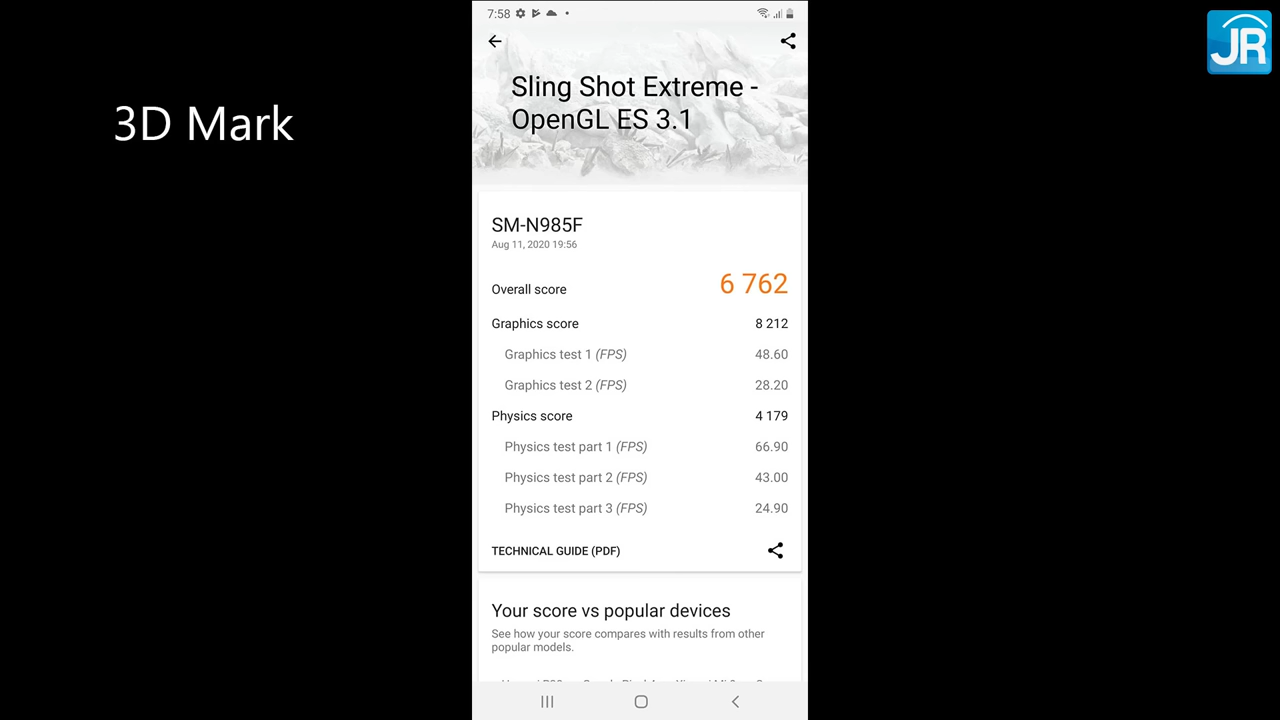 7:58
JR
3D Mark
Sling Shot Extreme -
OpenGL ES 3.1
SM-N985F
Aug 11, 2020 19:56
Overall score 6 762
Graphics score 8 212
Graphics test 1 (FPS) 48.60
Graphics test 2 (FPS) 28.20
Physics score 4 179
Physics test part 1 (FPS) 66.90
Physics test part 2 (FPS) 43.00
Physics test part 3 (FPS) 24.90
TECHNICAL GUIDE (PDF)
Your score vs popular devices
See how your score compares with results from other
popular models.